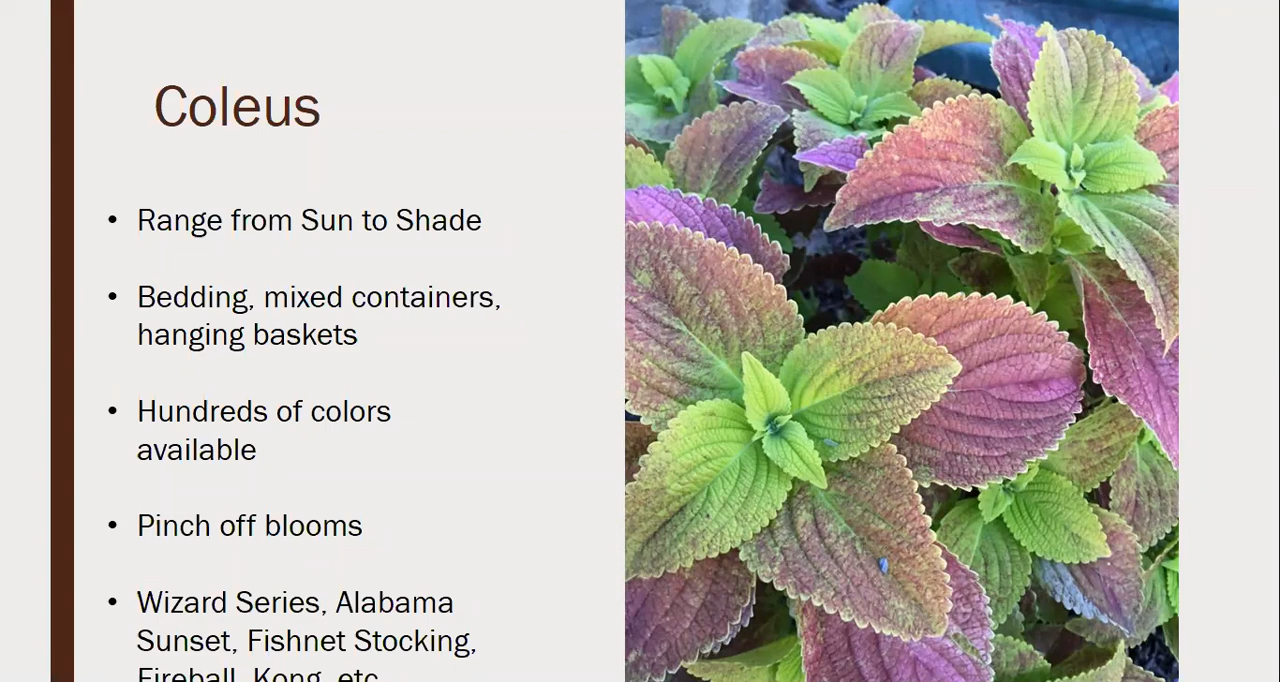 Coleus
• Range from Sun to Shade
• Bedding, mixed containers,
hanging baskets
• Hundreds of colors
available
• Pinch off blooms
• Wizard Series, Alabama
Sunset, Fishnet Stocking,
Fireball, Kong, etc